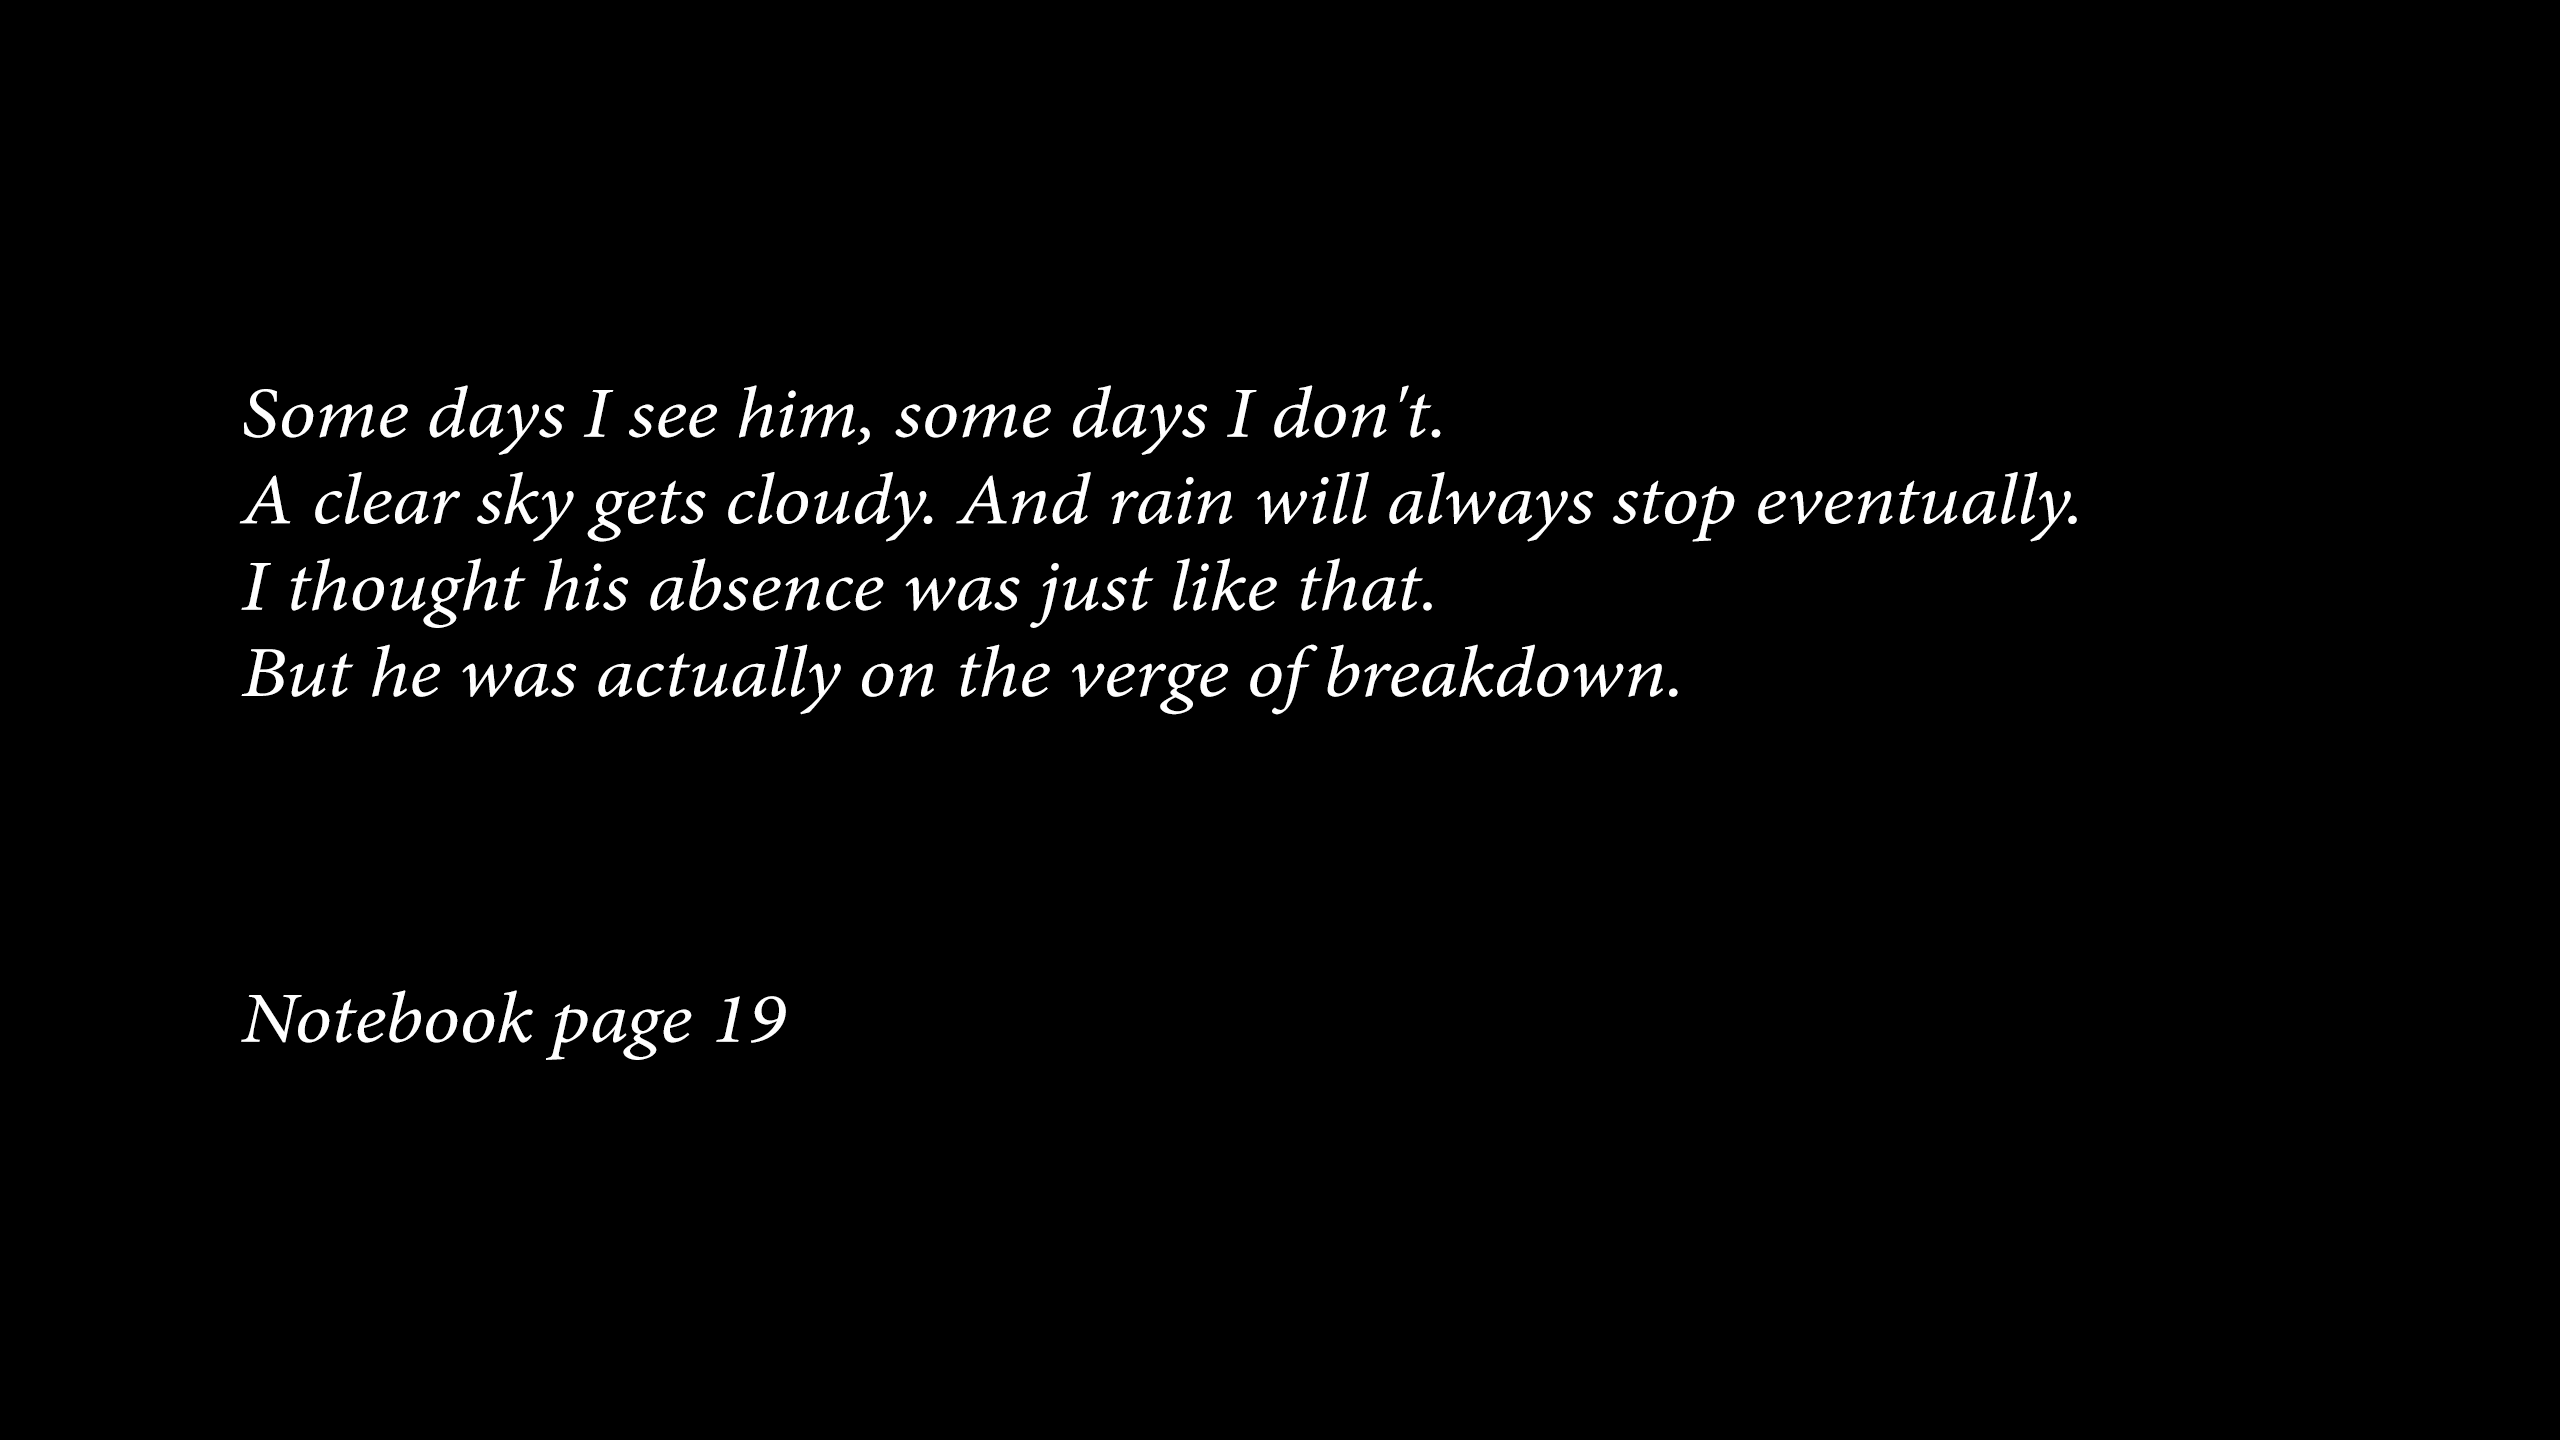 Some days I see him, some days I don't.
A clear sky gets cloudy. And rain will always stop eventually.
I thought his absence was just like that.
But he was actually on the verge of breakdown.
Notebook page 19